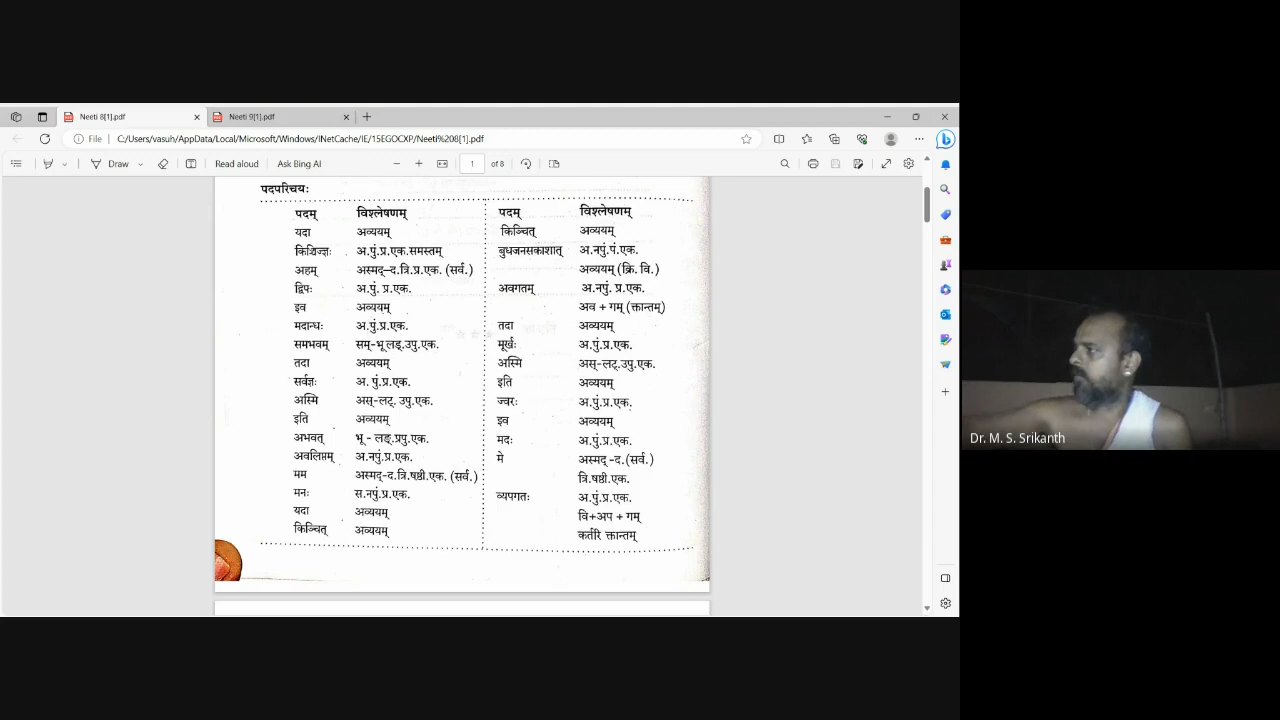 Neeti 8[1].pdf
Neeti 9[1].pdf
File
C:/Users/vasuh/AppData/Local/Microsoft/Windows/INetCache/IE/15EGOCXP/Neeti%208[1].pdf
Draw
Read aloud
Ask Bing AI
1 of 8
पदपरिचयः
पदम् विश्लेषणम्
यदा अव्ययम्
किञ्चिज्ज्ञः अ.पुं.प्र.एक.समस्तम्
अहम् अस्मद्–द.त्रि.प्र.एक. (सर्व.)
द्विपः अ.पुं. प्र.एक.
इव अव्ययम्
मदान्धः अ.पुं.प्र.एक.
समभवम् सम्-भू लङ्.उपु.एक.
तदा अव्ययम्
सर्वज्ञः अ. पुं.प्र.एक.
अस्मि अस्-लट्. उपु.एक.
इति अव्ययम्
अभवत् भू - लङ्.प्रपु.एक.
अवलिप्तम् अ.नपुं.प्र.एक.
मम अस्मद्-द.त्रि.षष्ठी.एक. (सर्व.)
मनः स.नपुं.प्र.एक.
यदा अव्ययम्
किञ्चित् अव्ययम्
पदम् विश्लेषणम्
किञ्चित् अव्ययम्
बुधजनसकाशात् अ.नपुं.पं.एक.
अव्ययम् (क्रि. वि.)
अवगतम् अ.नपुं. प्र.एक.
अव + गम् (क्तान्तम्)
तदा अव्ययम्
मूर्खः अ.पुं.प्र.एक.
अस्मि अस्-लट्.उपु.एक.
इति अव्ययम्
ज्वरः अ.पुं.प्र.एक.
इव अव्ययम्
मदः अ.पुं.प्र.एक.
मे अस्मद् -द.(सर्व.)
त्रि.षष्ठी.एक.
व्यपगतः अ.पुं.प्र.एक.
वि+अप + गम्
कर्तरि क्तान्तम्
Dr. M. S. Srikanth